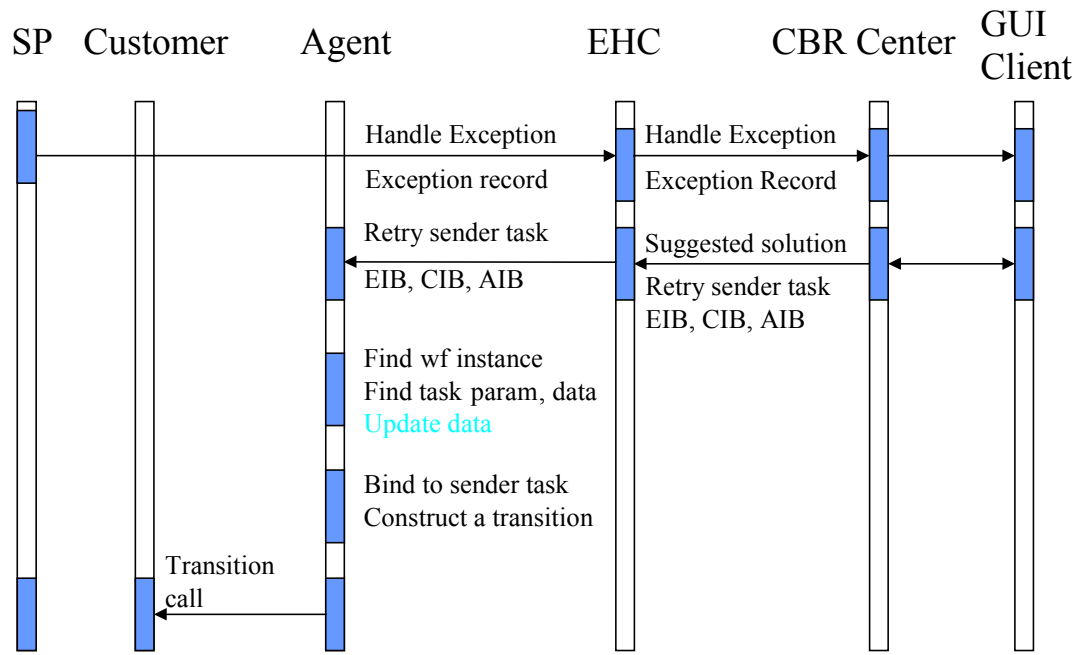 SP
Customer
Agent
EHC
CBR Center
GUI
Client
Handle Exception
Exception record
Handle Exception
Exception Record
Retry sender task
EIB, CIB, AIB
Suggested solution
Retry sender task
EIB, CIB, AIB
Find wf instance
Find task param, data
Update data
Bind to sender task
Construct a transition
Transition
call